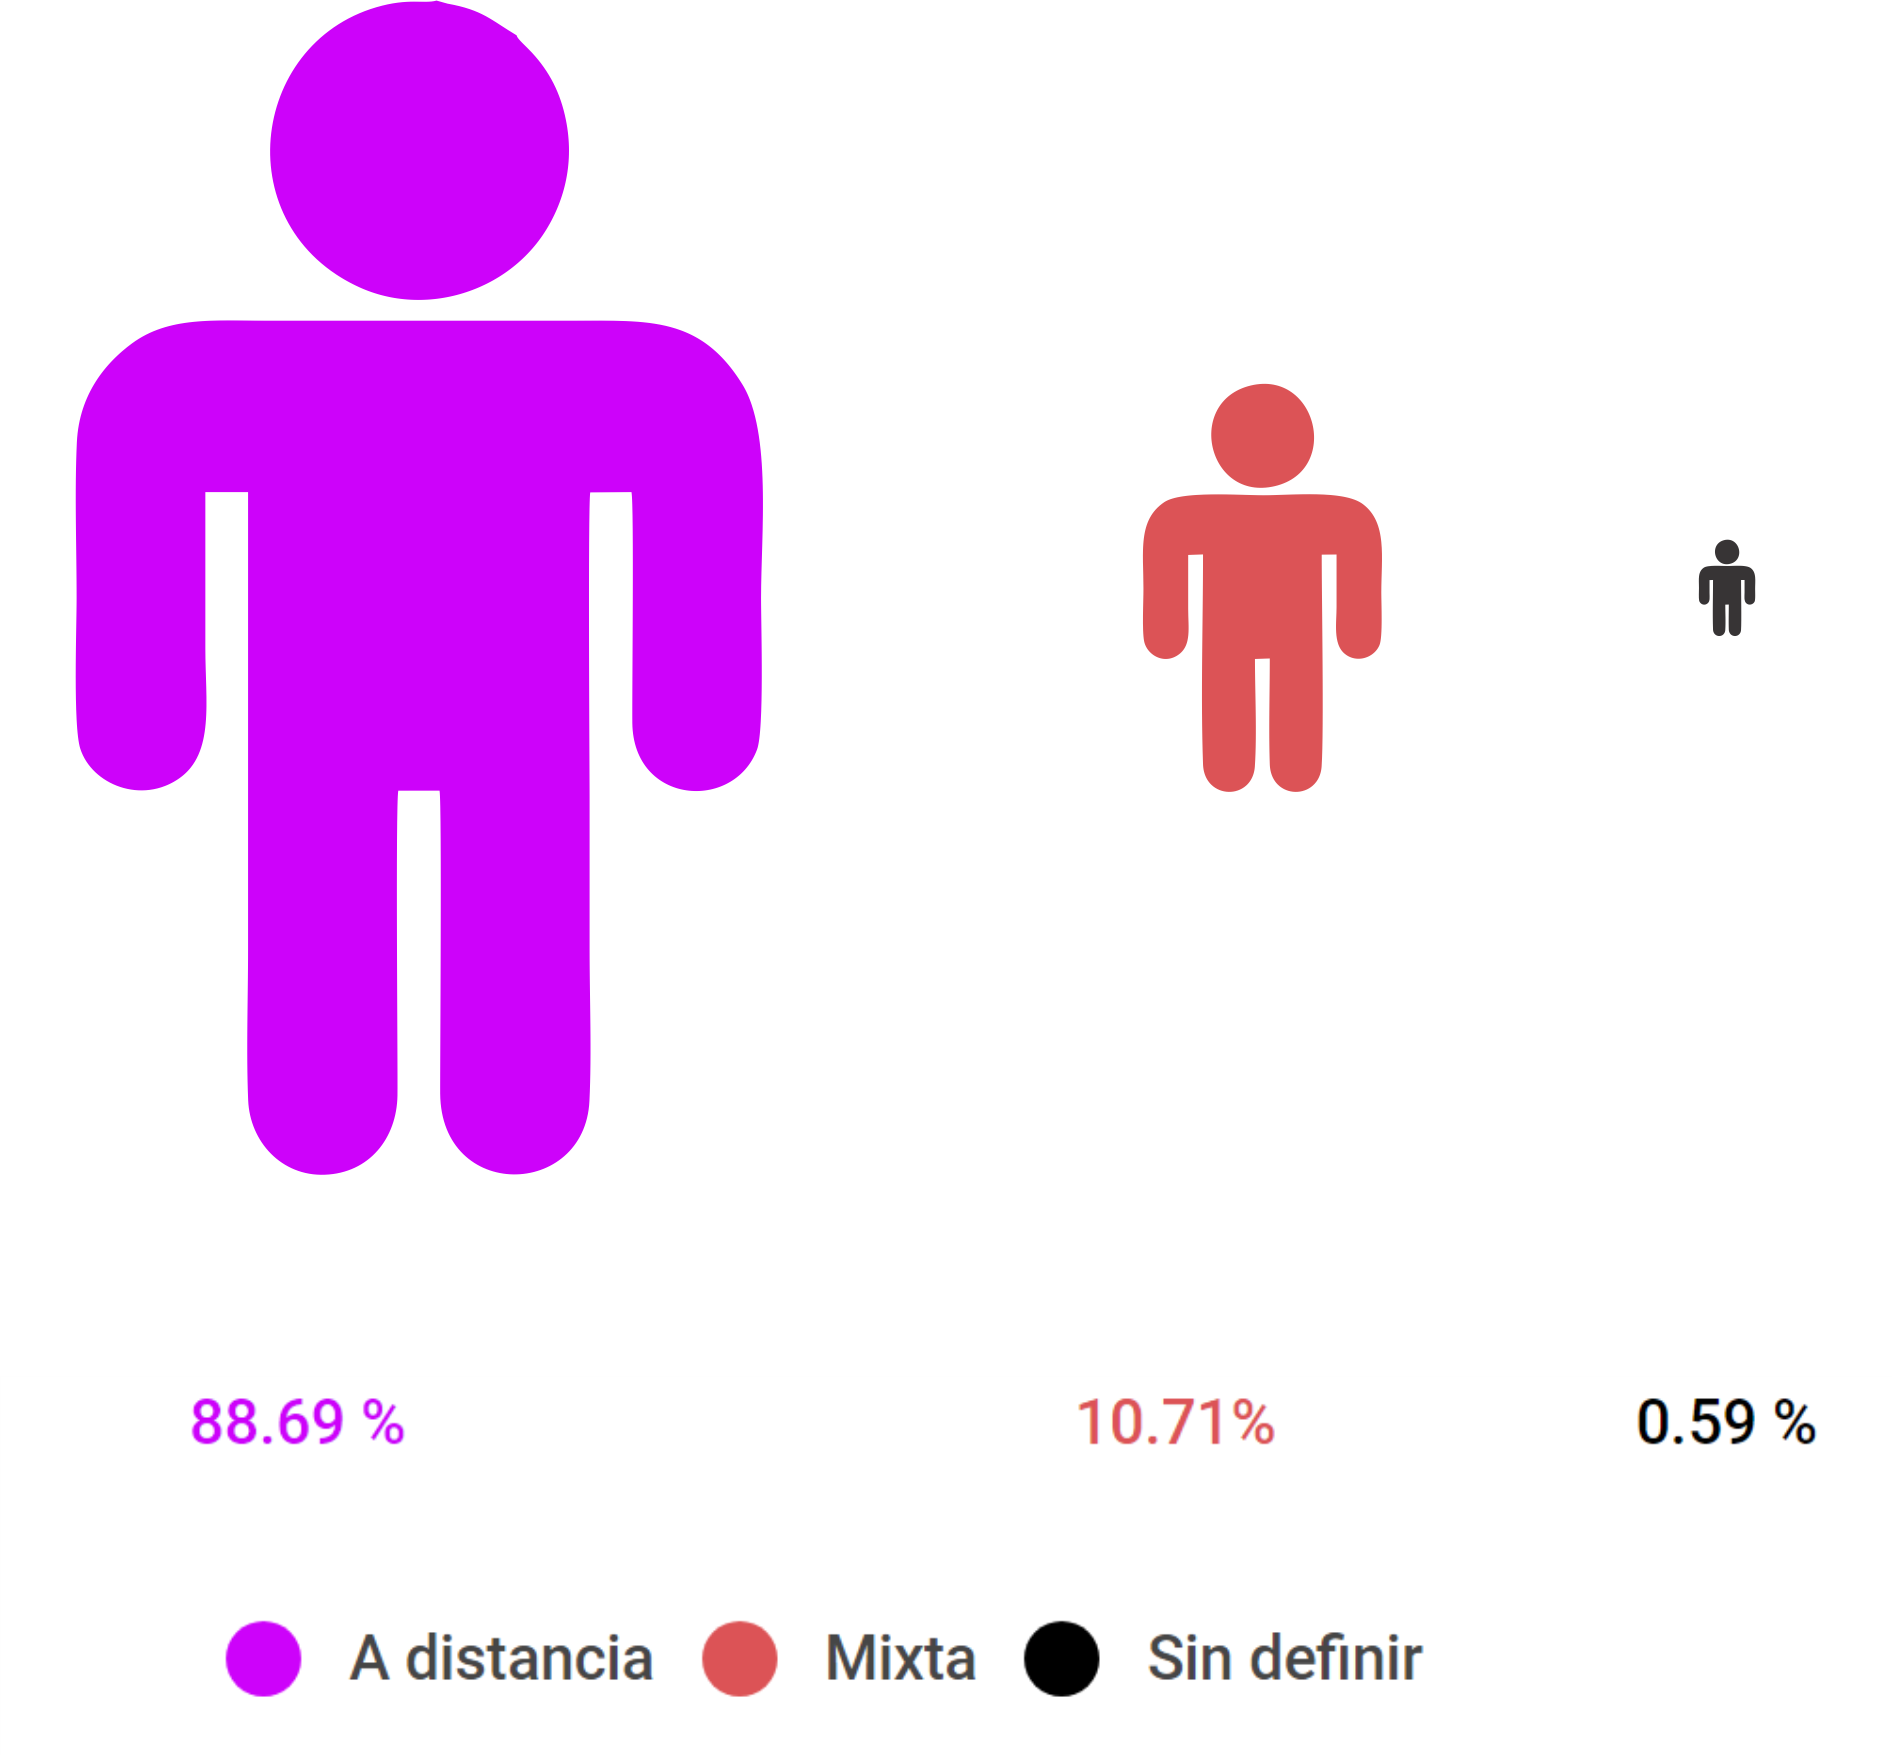 88.69 % 10.71% 0.59 %
A distancia Mixta Sin definir